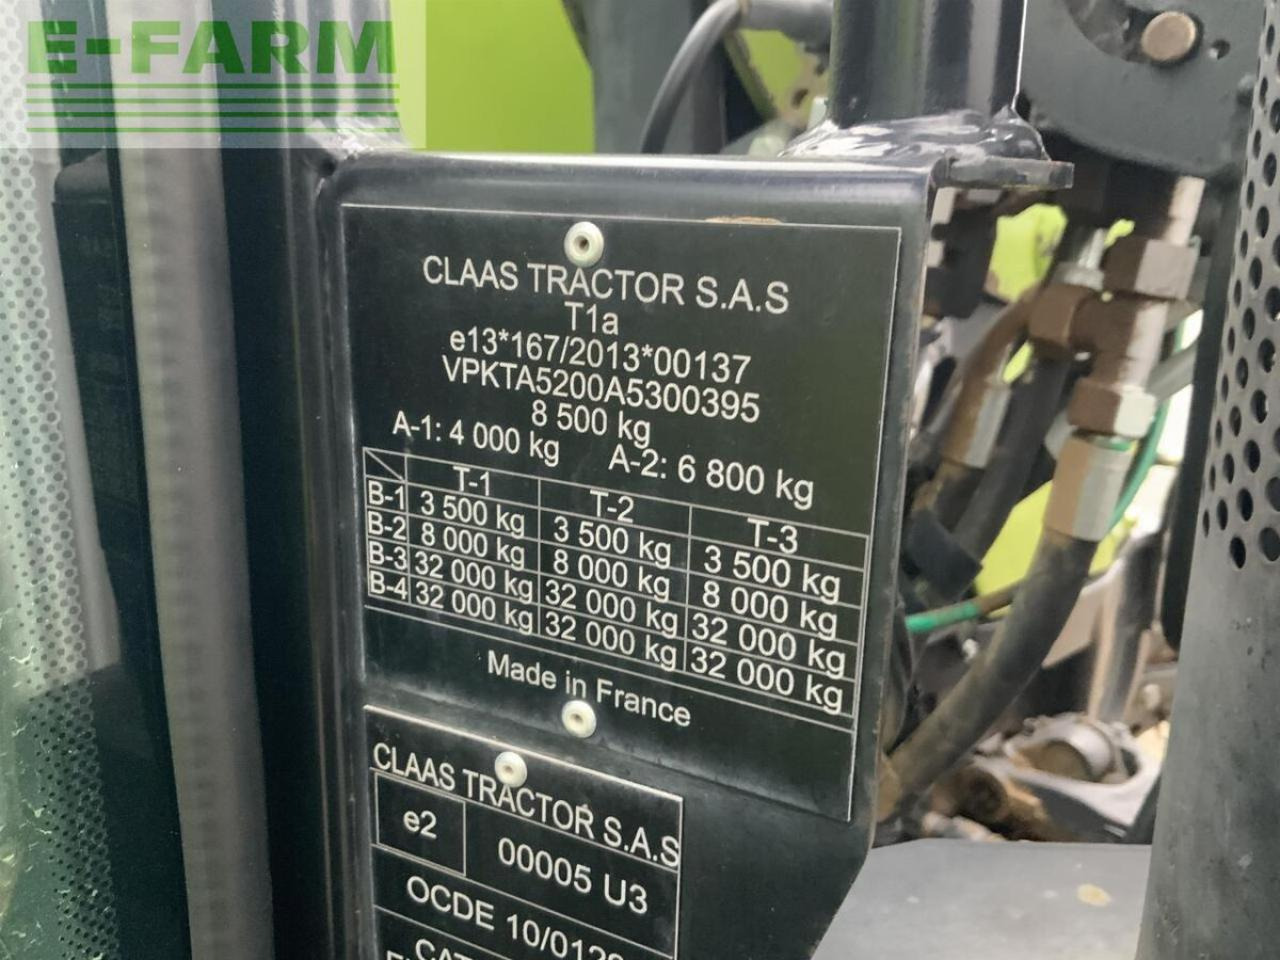 E-FARM
CLAAS TRACTOR S.A.S
T1a
e13*167/2013*00137
VPKTA5200A5300395
8 500 kg
A-1: 4 000 kg A-2: 6 800 kg
T-1 T-2 T-3
B-1 3 500 kg 3 500 kg 3 500 kg
B-2 8 000 kg 8 000 kg 8 000 kg
B-3 32 000 kg 32 000 kg 32 000 kg
B-4 32 000 kg 32 000 kg 32 000 kg
Made in France
CLAAS TRACTOR S.A.S
e2 00005 U3
OCDE